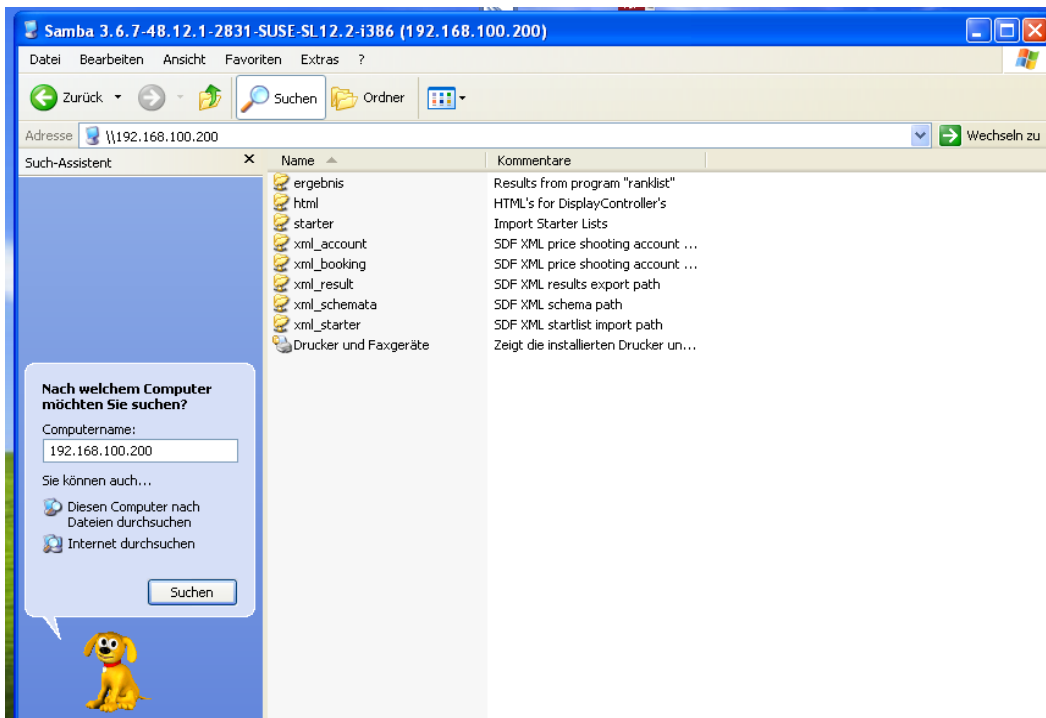 Samba 3.6.7-48.12.1-2831-SUSE-SL12.2-i386 (192.168.100.200)
Datei Bearbeiten Ansicht Favoriten Extras ?
Zurück Suchen Ordner
Adresse \\192.168.100.200 Wechseln zu
Such-Assistent
Name Kommentare
ergebnis Results from program "ranklist"
html HTML's for DisplayController's
starter Import Starter Lists
xml_account SDF XML price shooting account ...
xml_booking SDF XML price shooting account ...
xml_result SDF XML results export path
xml_schemata SDF XML schema path
xml_starter SDF XML startlist import path
Drucker und Faxgeräte Zeigt die installierten Drucker un...
Nach welchem Computer
möchten Sie suchen?
Computername:
192.168.100.200
Sie können auch...
Diesen Computer nach
Dateien durchsuchen
Internet durchsuchen
Suchen